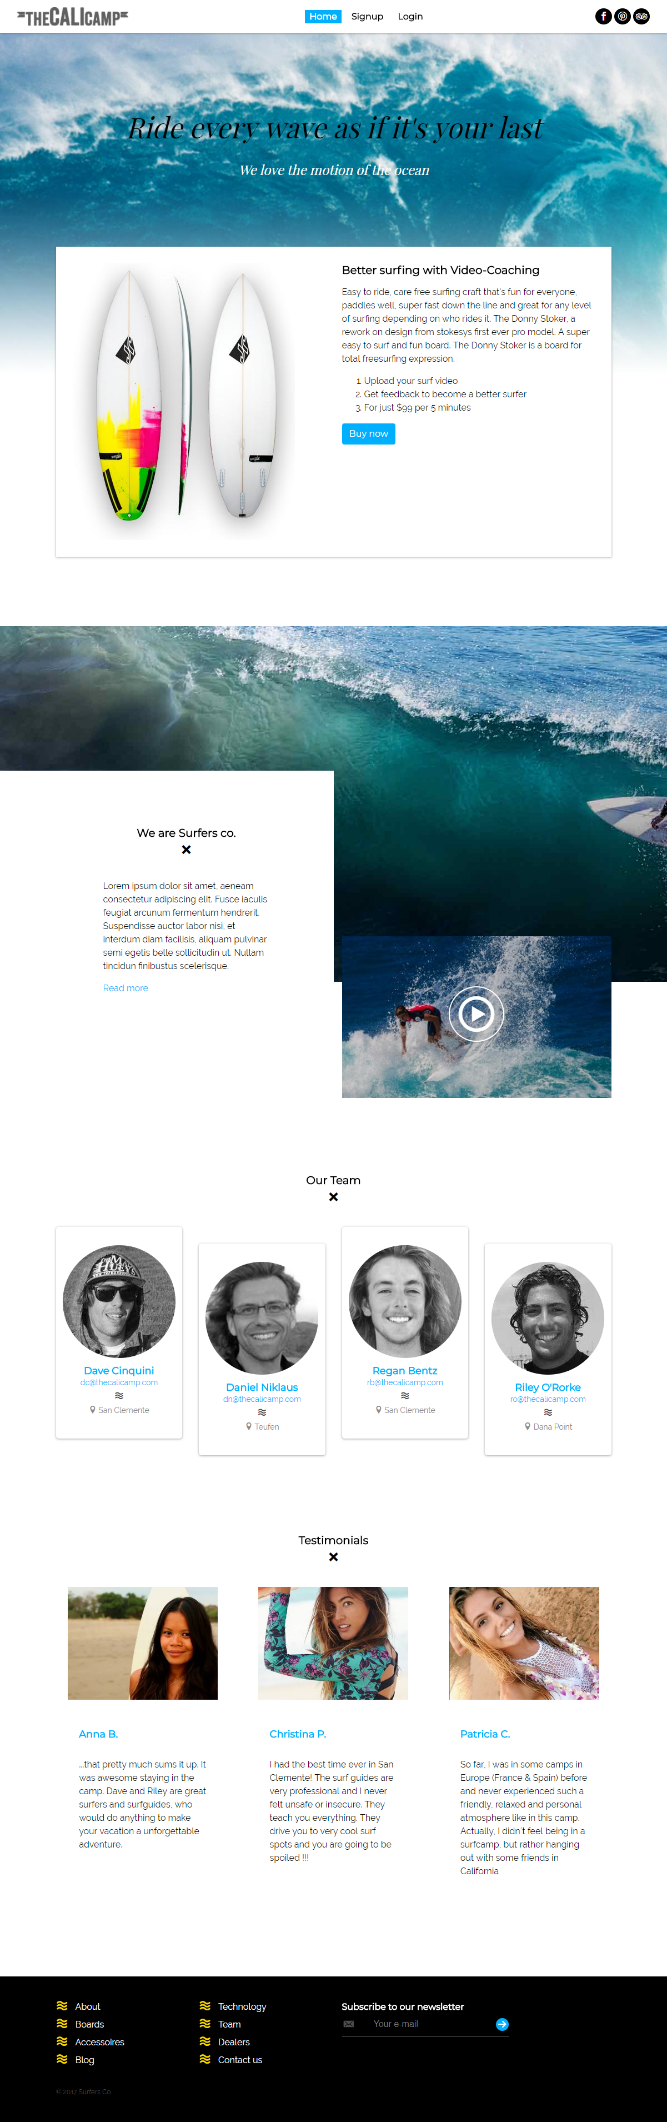 THECALICAMP
Home Signup Login
Ride every wave as if it's your last
We love the motion of the ocean
Better surfing with Video-Coaching
Easy to ride, care free surfing craft that's fun for everyone,
paddles well, super fast down the line and great for any level
of surfing depending on who rides it. The Donny Stoker, a
rework on design from stokesys first ever pro model. A super
easy to surf and fun board. The Donny Stoker is a board for
total freesurfing expression.
1. Upload your surf video
2. Get feedback to become a better surfer
3. For just $99 per 5 minutes
Buy now
We are Surfers co.
Lorem ipsum dolor sit amet, aeneam
consectetur adipiscing elit. Fusce iaculis
feugiat arcunum fermentum hendrerit.
Suspendisse auctor labor nisi, et
interdum diam facilisis, aliquam pulvinar
semi egetis belle sollicitudin ut. Nullam
tincidun finibustus scelerisque.
Read more
Our Team
Dave Cinquini
dc@thecalicamp.com
San Clemente
Daniel Niklaus
dn@thecalicamp.com
Teufen
Regan Bentz
rb@thecalicamp.com
San Clemente
Riley O'Rorke
ro@thecalicamp.com
Dana Point
Testimonials
Anna B.
...that pretty much sums it up. It
was awesome staying in the
camp. Dave and Riley are great
surfers and surfguides, who
would do anything to make
your vacation a unforgettable
adventure.
Christina P.
I had the best time ever in San
Clemente! The surf guides are
very professional and I never
felt unsafe or insecure. They
teach you everything. They
drive you to very cool surf
spots and you are going to be
spoiled !!!
Patricia C.
So far, I was in some camps in
Europe (France & Spain) before
and never experienced such a
friendly, relaxed and personal
atmosphere like in this camp.
Actually, I didn't feel being in a
surfcamp, but rather hanging
out with some friends in
California
About
Boards
Accessoires
Blog
Technology
Team
Dealers
Contact us
Subscribe to our newsletter
Your e-mail
© 2017 Surfers Co